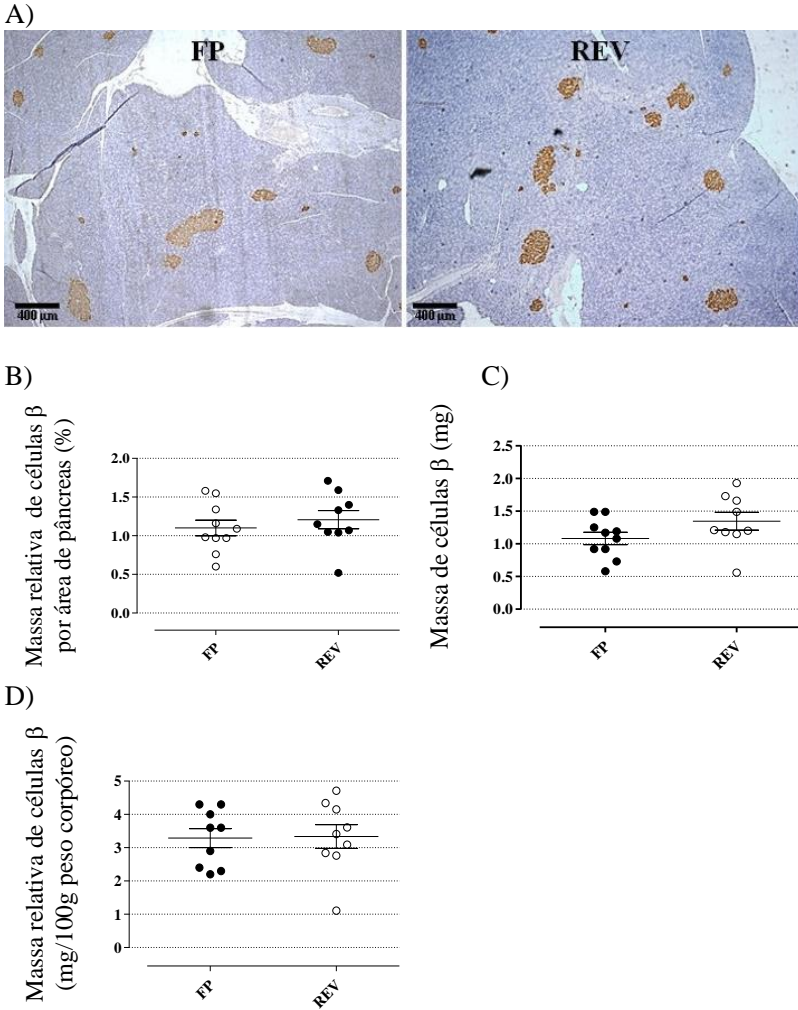 A)
FP
REV
400 µm
400 µm
B)
Massa relativa de células β
por área de pâncreas (%)
2.0
1.5
1.0
0.5
0.0
FP
REV
C)
Massa de células β (mg)
2.5
2.0
1.5
1.0
0.5
0.0
FP
REV
D)
Massa relativa de células β
(mg/100g peso corpóreo)
5
4
3
2
1
0
FP
REV